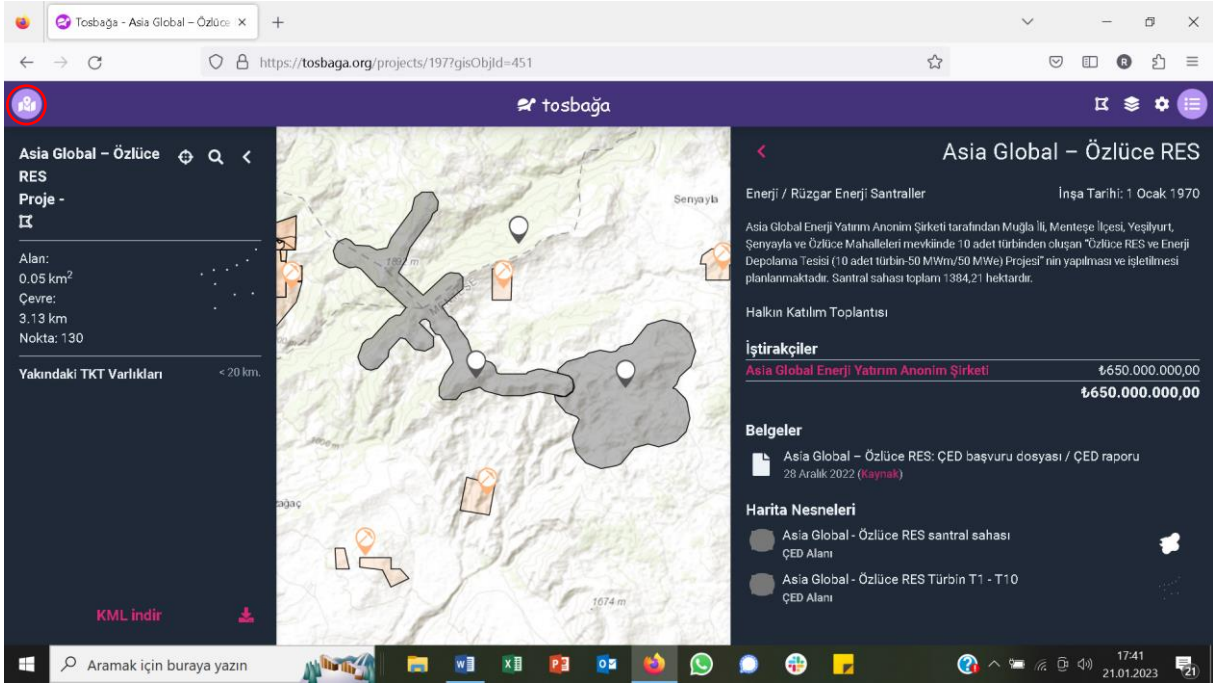 Tosbağa - Asia Global – Özlüce
https://tosbaga.org/projects/197?gisObjId=451
R
tosbağa
Asia Global – Özlüce
RES
Proje -
Alan:
0.05 km²
Çevre:
3.13 km
Nokta: 130
Yakındaki TKT Varlıkları < 20 km.
KML indir
Senyayla
1892 m
1674 m
Asia Global – Özlüce RES
Enerji / Rüzgar Enerji Santraller İnşa Tarihi: 1 Ocak 1970
Asia Global Enerji Yatırım Anonim Şirketi tarafından Muğla İli, Menteşe İlçesi, Yeşilyurt,
Şenyayla ve Özlüce Mahalleleri mevkiinde 10 adet türbinden oluşan "Özlüce RES ve Enerji
Depolama Tesisi (10 adet türbin-50 MWm/50 MWe) Projesi" nin yapılması ve işletilmesi
planlanmaktadır. Santral sahası toplam 1384,21 hektardır.
Halkın Katılım Toplantısı
İştirakçiler
Asia Global Enerji Yatırım Anonim Şirketi ₺650.000.000,00
₺650.000.000,00
Belgeler
Asia Global – Özlüce RES: ÇED başvuru dosyası / ÇED raporu
28 Aralık 2022 (Kaynak)
Harita Nesneleri
Asia Global - Özlüce RES santral sahası
ÇED Alanı
Asia Global - Özlüce RES Türbin T1 - T10
ÇED Alanı
Aramak için buraya yazın
17:41
21.01.2023
21